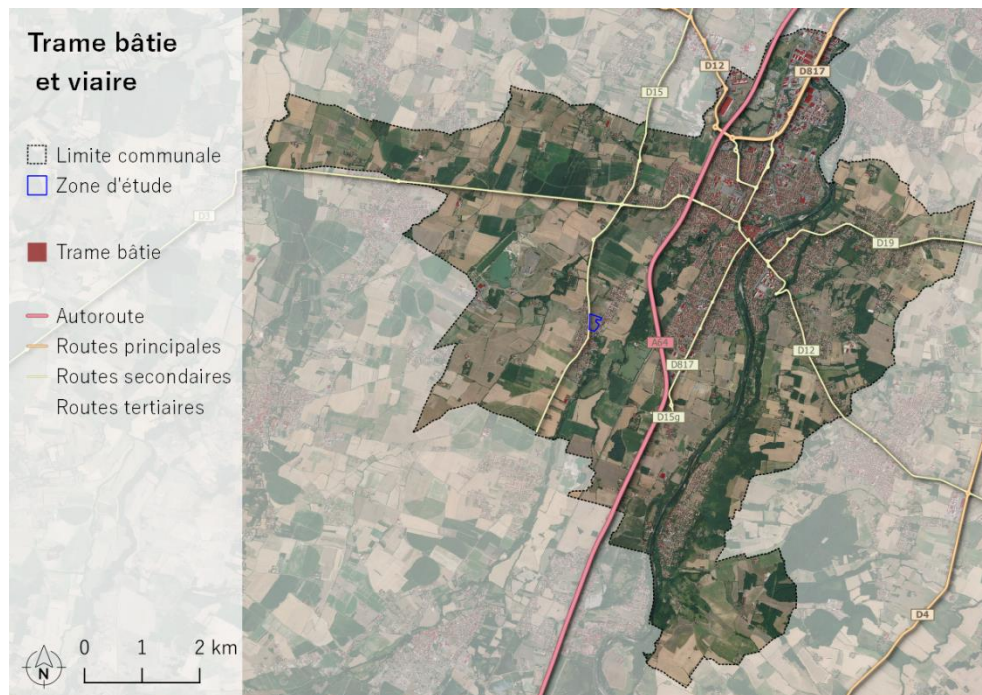 Trame bâtie
et viaire
Limite communale
Zone d'étude
Trame bâtie
Autoroute
Routes principales
Routes secondaires
Routes tertiaires
0 1 2 km
N
D12
D817
D15
D3
D19
A64
D817
D12
D15g
D4